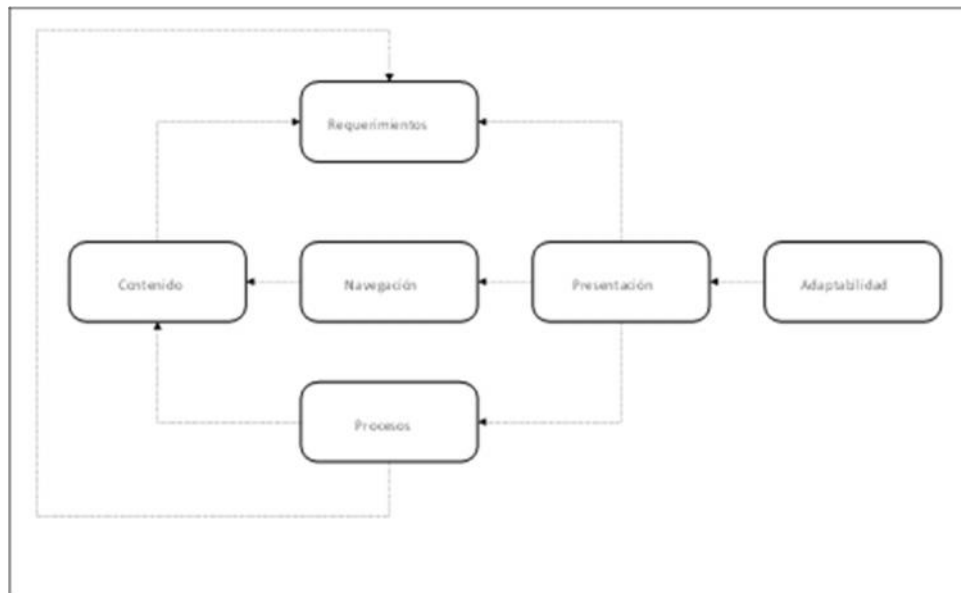 Requerimientos
Contenido
Navegación
Presentación
Adaptabilidad
Procesos